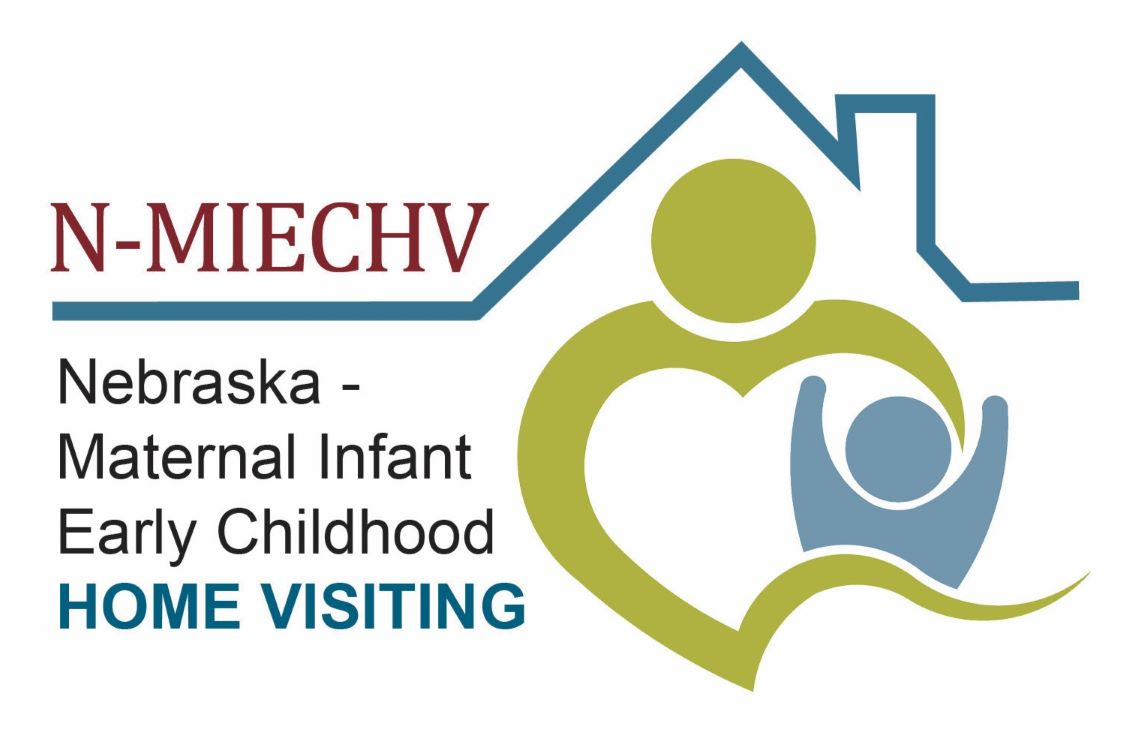 N-MIECHV
Nebraska -
Maternal Infant
Early Childhood
HOME VISITING